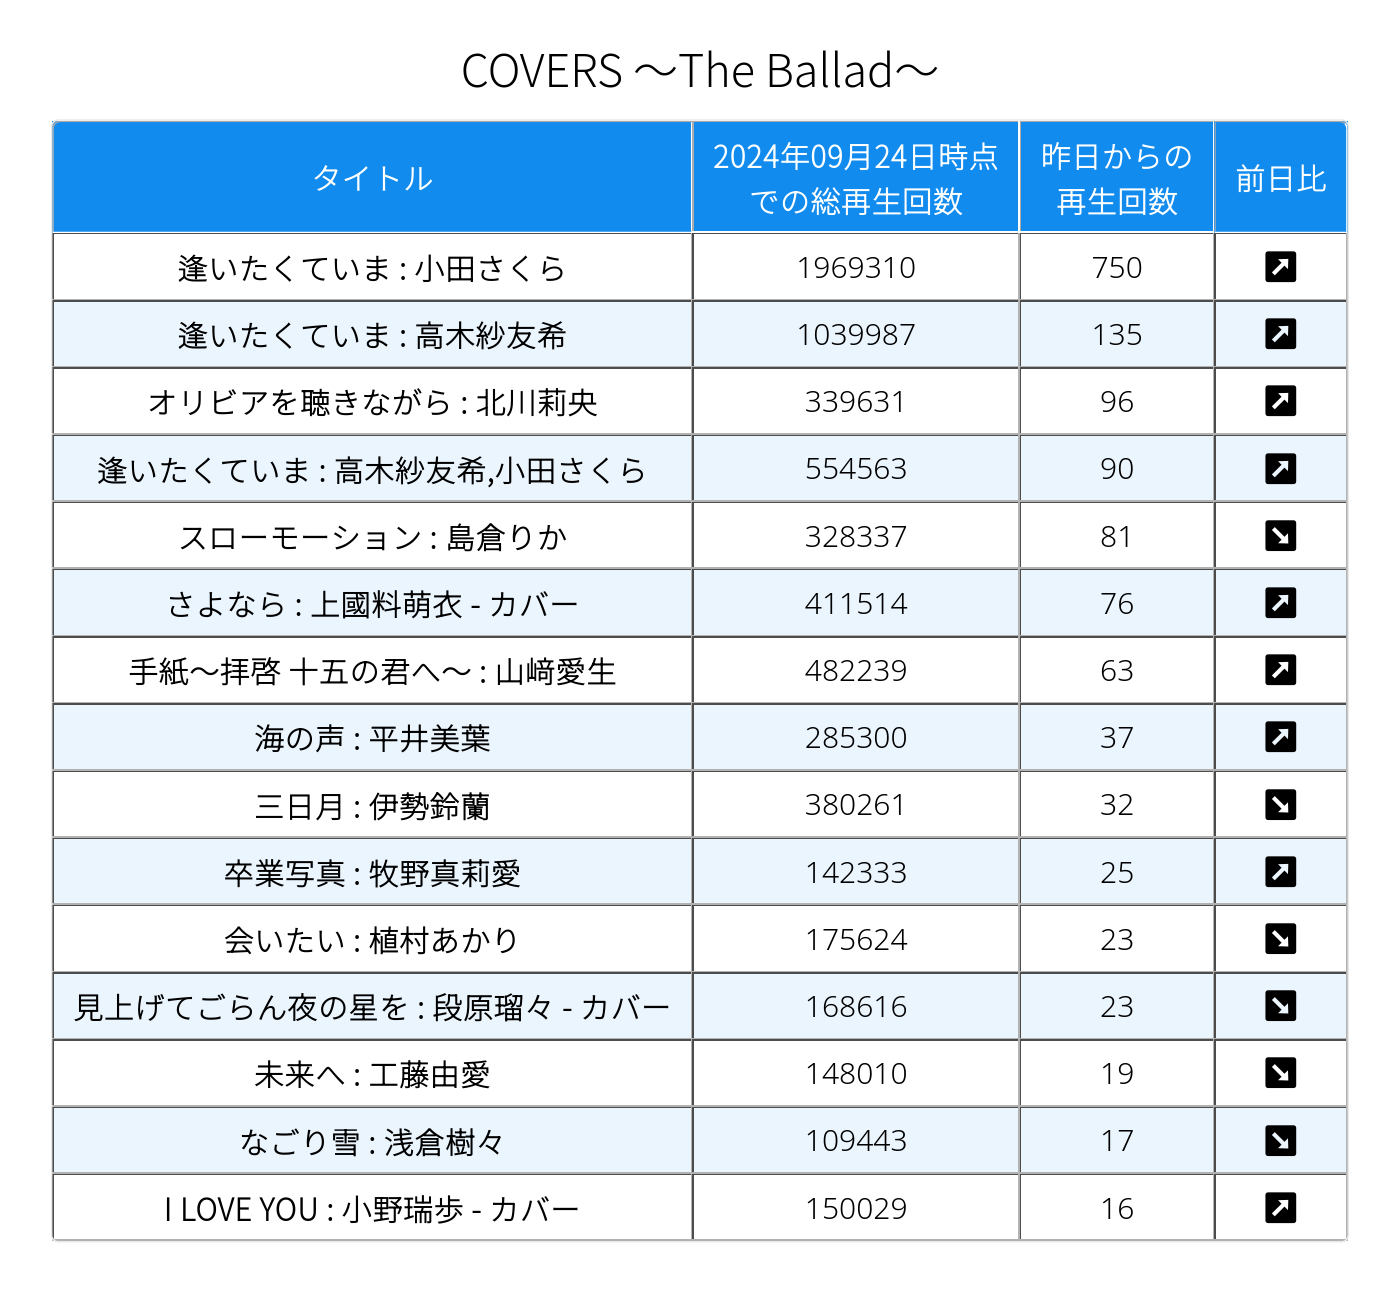 COVERS ～The Ballad～
タイトル 2024年09月24日時点 昨日からの 前日比
での総再生回数 再生回数
逢いたくていま : 小田さくら 1969310 750 ↗
逢いたくていま : 高木紗友希 1039987 135 ↗
オリビアを聴きながら : 北川莉央 339631 96 ↗
逢いたくていま : 高木紗友希,小田さくら 554563 90 ↗
スローモーション : 島倉りか 328337 81 ↘
さよなら : 上國料萌衣 - カバー 411514 76 ↗
手紙～拝啓 十五の君へ～ : 山﨑愛生 482239 63 ↗
海の声 : 平井美葉 285300 37 ↗
三日月 : 伊勢鈴蘭 380261 32 ↘
卒業写真 : 牧野真莉愛 142333 25 ↗
会いたい : 植村あかり 175624 23 ↘
見上げてごらん夜の星を : 段原瑠々 - カバー 168616 23 ↘
未来へ : 工藤由愛 148010 19 ↘
なごり雪 : 浅倉樹々 109443 17 ↘
I LOVE YOU : 小野瑞歩 - カバー 150029 16 ↗